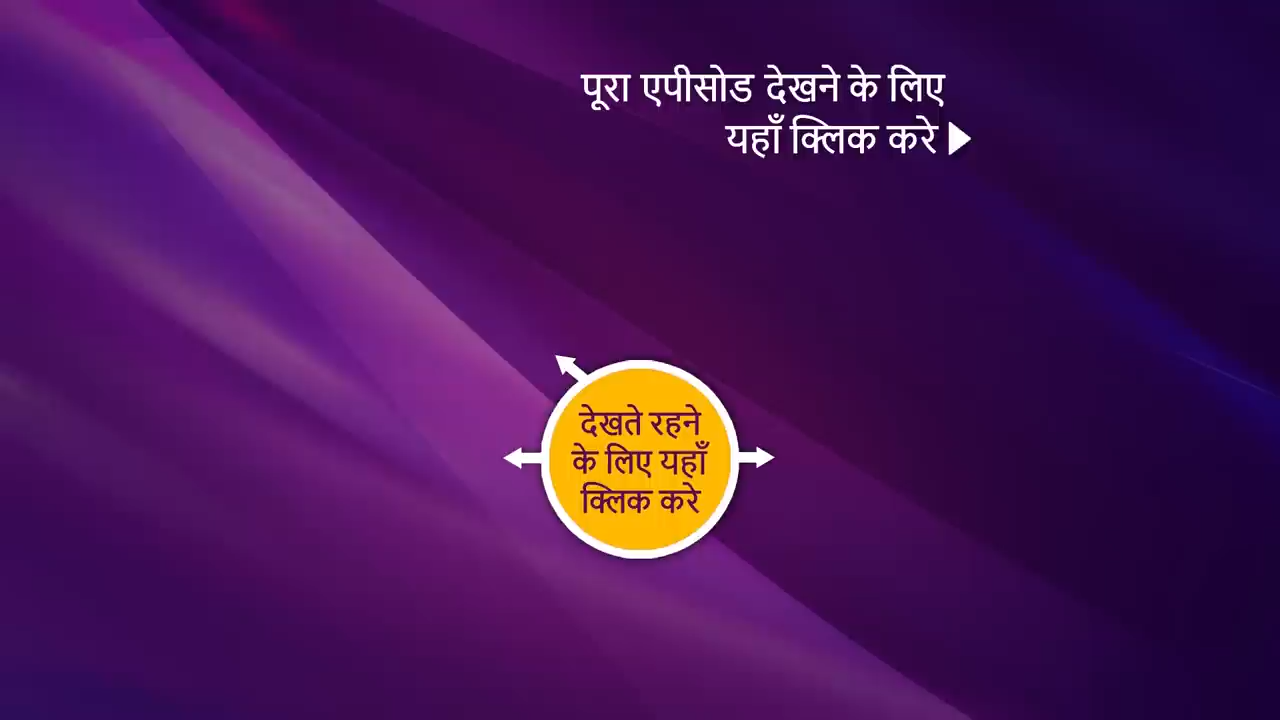 पूरा एपीसोड देखने के लिए
यहाँ क्लिक करे
देखते रहने
के लिए यहाँ
क्लिक करे